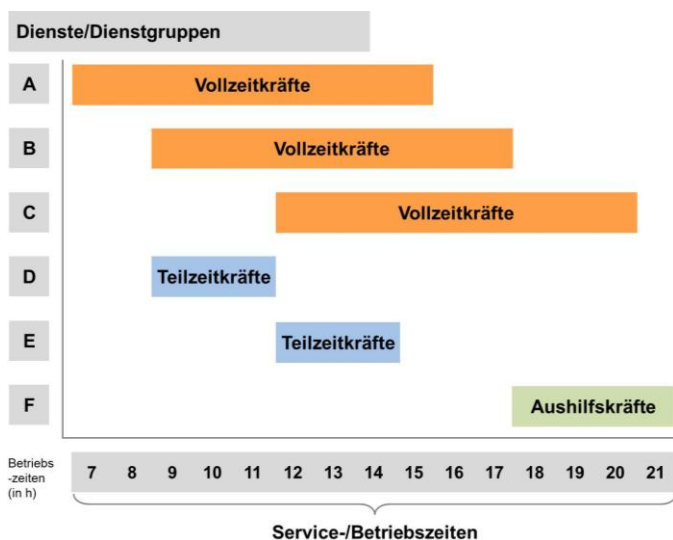 Dienste/Dienstgruppen
A
Vollzeitkräfte
B
Vollzeitkräfte
C
Vollzeitkräfte
D
Teilzeitkräfte
E
Teilzeitkräfte
F
Aushilfskräfte
Betriebs
-zeiten
(in h)
7 8 9 10 11 12 13 14 15 16 17 18 19 20 21
Service-/Betriebszeiten